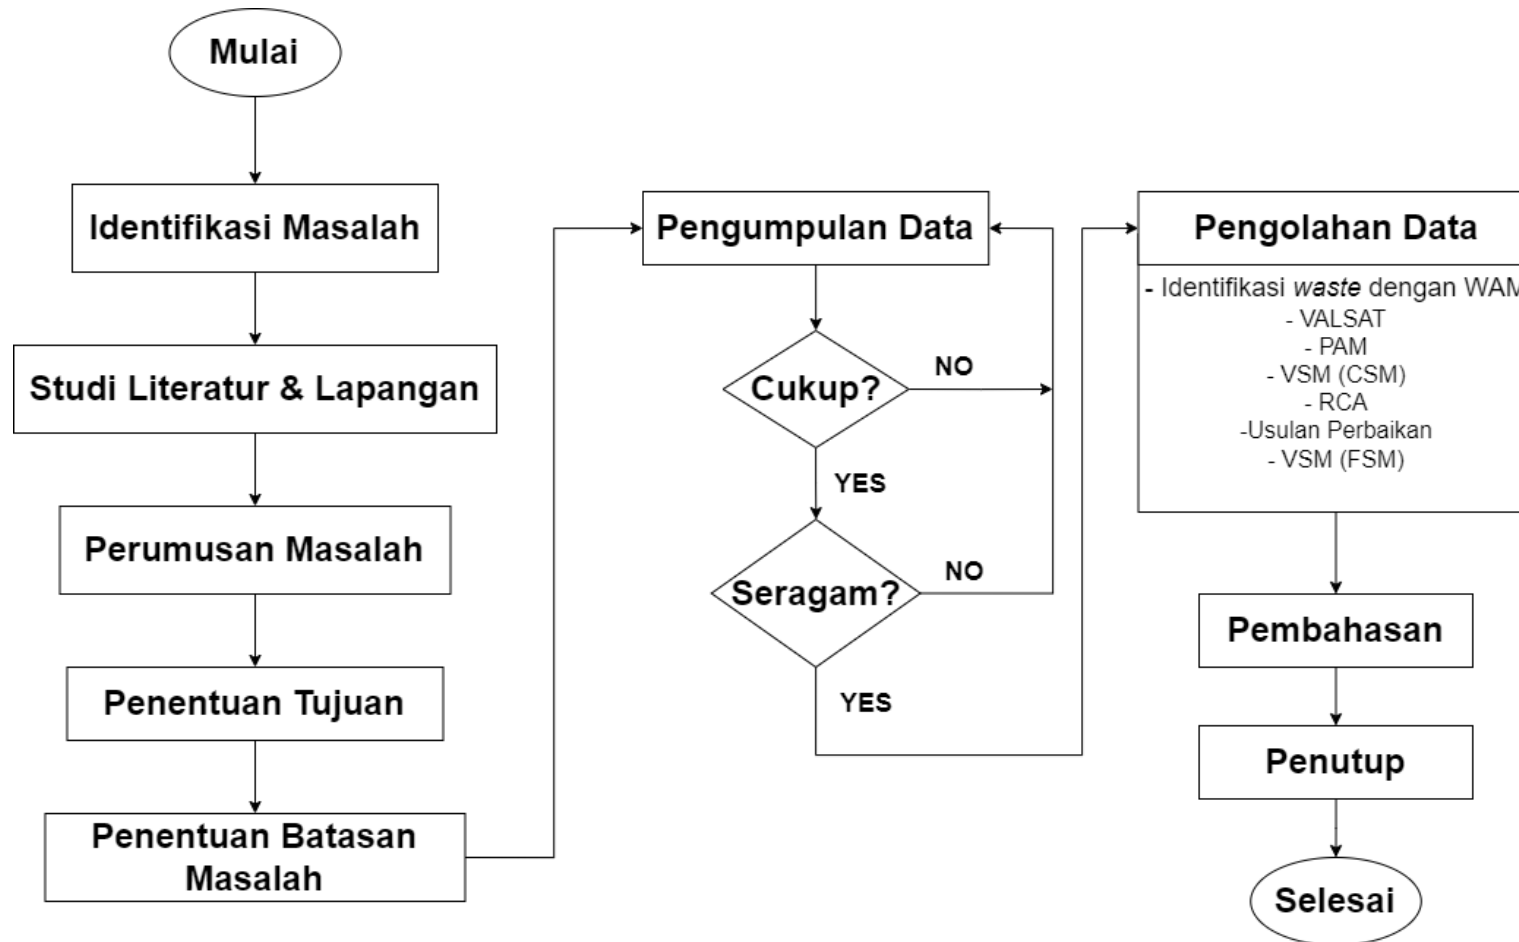 Mulai
Identifikasi Masalah
Studi Literatur & Lapangan
Perumusan Masalah
Penentuan Tujuan
Penentuan Batasan
Masalah
Pengumpulan Data
Cukup?
NO
YES
Seragam?
NO
YES
Pengolahan Data
- Identifikasi waste dengan WAM
- VALSAT
- PAM
- VSM (CSM)
- RCA
-Usulan Perbaikan
- VSM (FSM)
Pembahasan
Penutup
Selesai